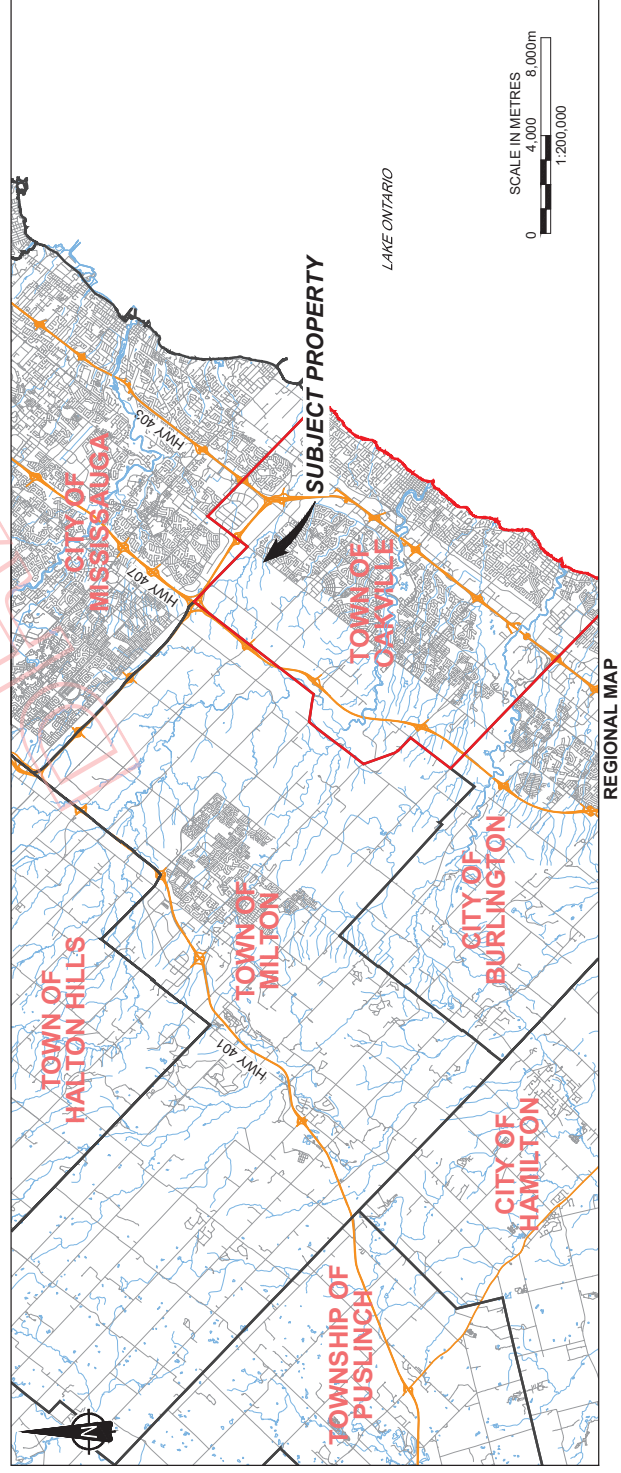 TOWN OF
HALTON HILLS
CITY OF
MISSISSAUGA
HWY 407
HWY 403
HWY 401
TOWN OF
MILTON
TOWNSHIP OF
PUSLINCH
CITY OF
HAMILTON
CITY OF
BURLINGTON
TOWN OF
OAKVILLE
SUBJECT PROPERTY
LAKE ONTARIO
SCALE IN METRES
0 4,000 8,000m
1:200,000
N
REGIONAL MAP